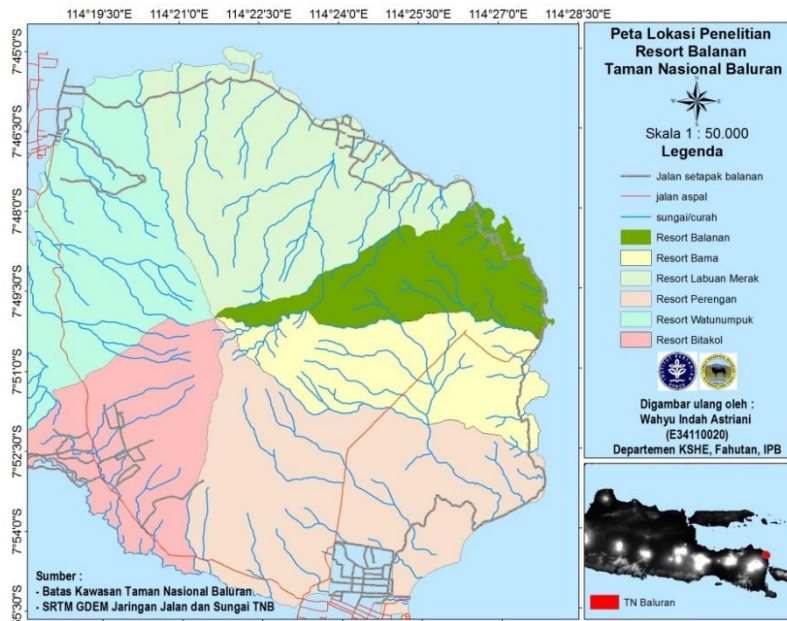 114°19'30"E 114°21'0"E 114°22'30"E 114°24'0"E 114°25'30"E 114°27'0"E 114°28'30"E
7°45'0"S
7°46'30"S
7°48'0"S
7°49'30"S
7°51'0"S
7°52'30"S
7°54'0"S
5'30"S
Peta Lokasi Penelitian
Resort Balanan
Taman Nasional Baluran
Skala 1 : 50.000
Legenda
Jalan setapak balanan
jalan aspal
sungai/curah
Resort Balanan
Resort Bama
Resort Labuan Merak
Resort Perengan
Resort Watunumpuk
Resort Bitakol
Digambar ulang oleh :
Wahyu Indah Astriani
(E34110020)
Departemen KSHE, Fahutan, IPB
TN Baluran
Sumber :
- Batas Kawasan Taman Nasional Baluran
- SRTM GDEM Jaringan Jalan dan Sungai TNB